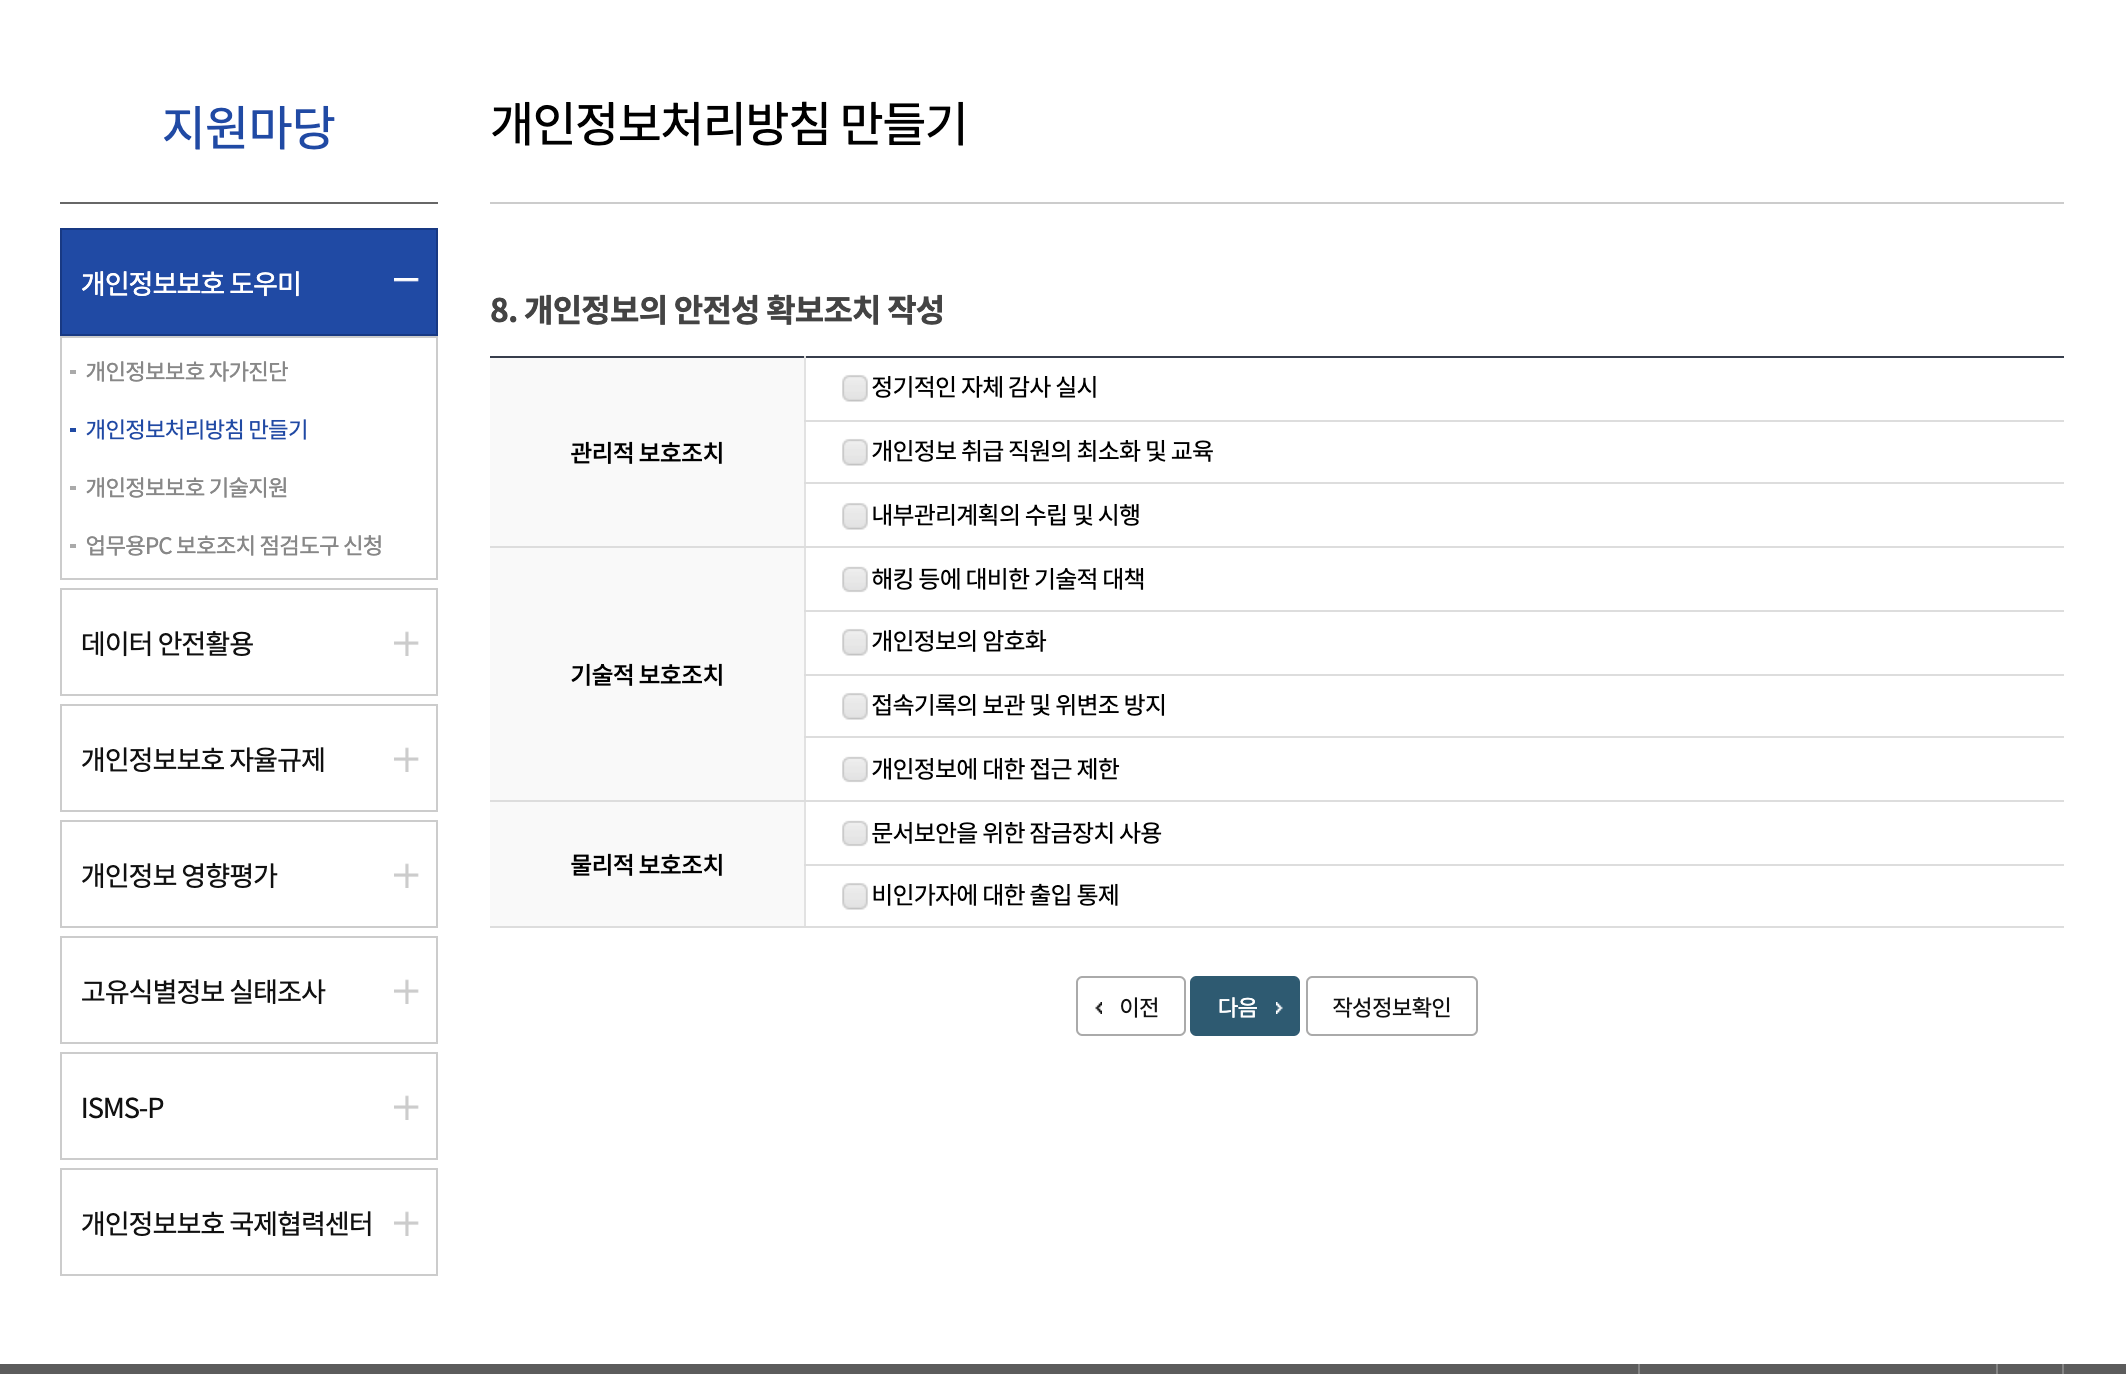 지원마당
개인정보보호 도우미
- 개인정보보호 자가진단
- 개인정보처리방침 만들기
- 개인정보보호 기술지원
- 업무용PC 보호조치 점검도구 신청
데이터 안전활용
개인정보보호 자율규제
개인정보 영향평가
고유식별정보 실태조사
ISMS-P
개인정보보호 국제협력센터
개인정보처리방침 만들기
8. 개인정보의 안전성 확보조치 작성
관리적 보호조치
정기적인 자체 감사 실시
개인정보 취급 직원의 최소화 및 교육
내부관리계획의 수립 및 시행
기술적 보호조치
해킹 등에 대비한 기술적 대책
개인정보의 암호화
접속기록의 보관 및 위변조 방지
개인정보에 대한 접근 제한
물리적 보호조치
문서보안을 위한 잠금장치 사용
비인가자에 대한 출입 통제
이전
다음
작성정보확인